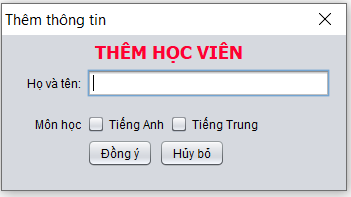 Thêm thông tin
THÊM HỌC VIÊN
Họ và tên:
Môn học Tiếng Anh Tiếng Trung
Đồng ý Hủy bỏ